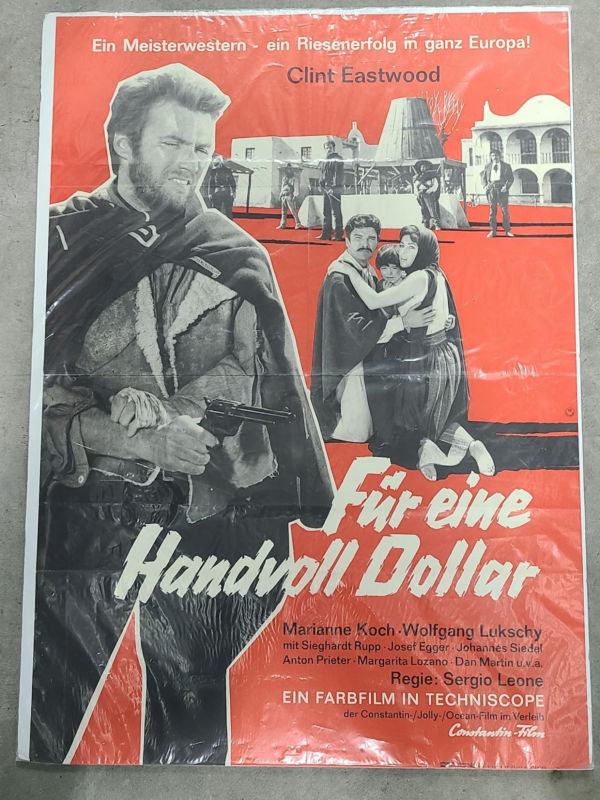 Ein Meisterwestern - ein Riesenerfolg in ganz Europa!
Clint Eastwood
Für eine
Handvoll Dollar
Marianne Koch · Wolfgang Lukschy
mit Sieghardt Rupp · Josef Egger · Johannes Siedel
Anton Prieter · Margarita Lozano · Dan Martin u.v.a.
Regie: Sergio Leone
EIN FARBFILM IN TECHNISCOPE
der Constantin-/Jolly-/Ocean-Film im Verleih
Constantin-Film